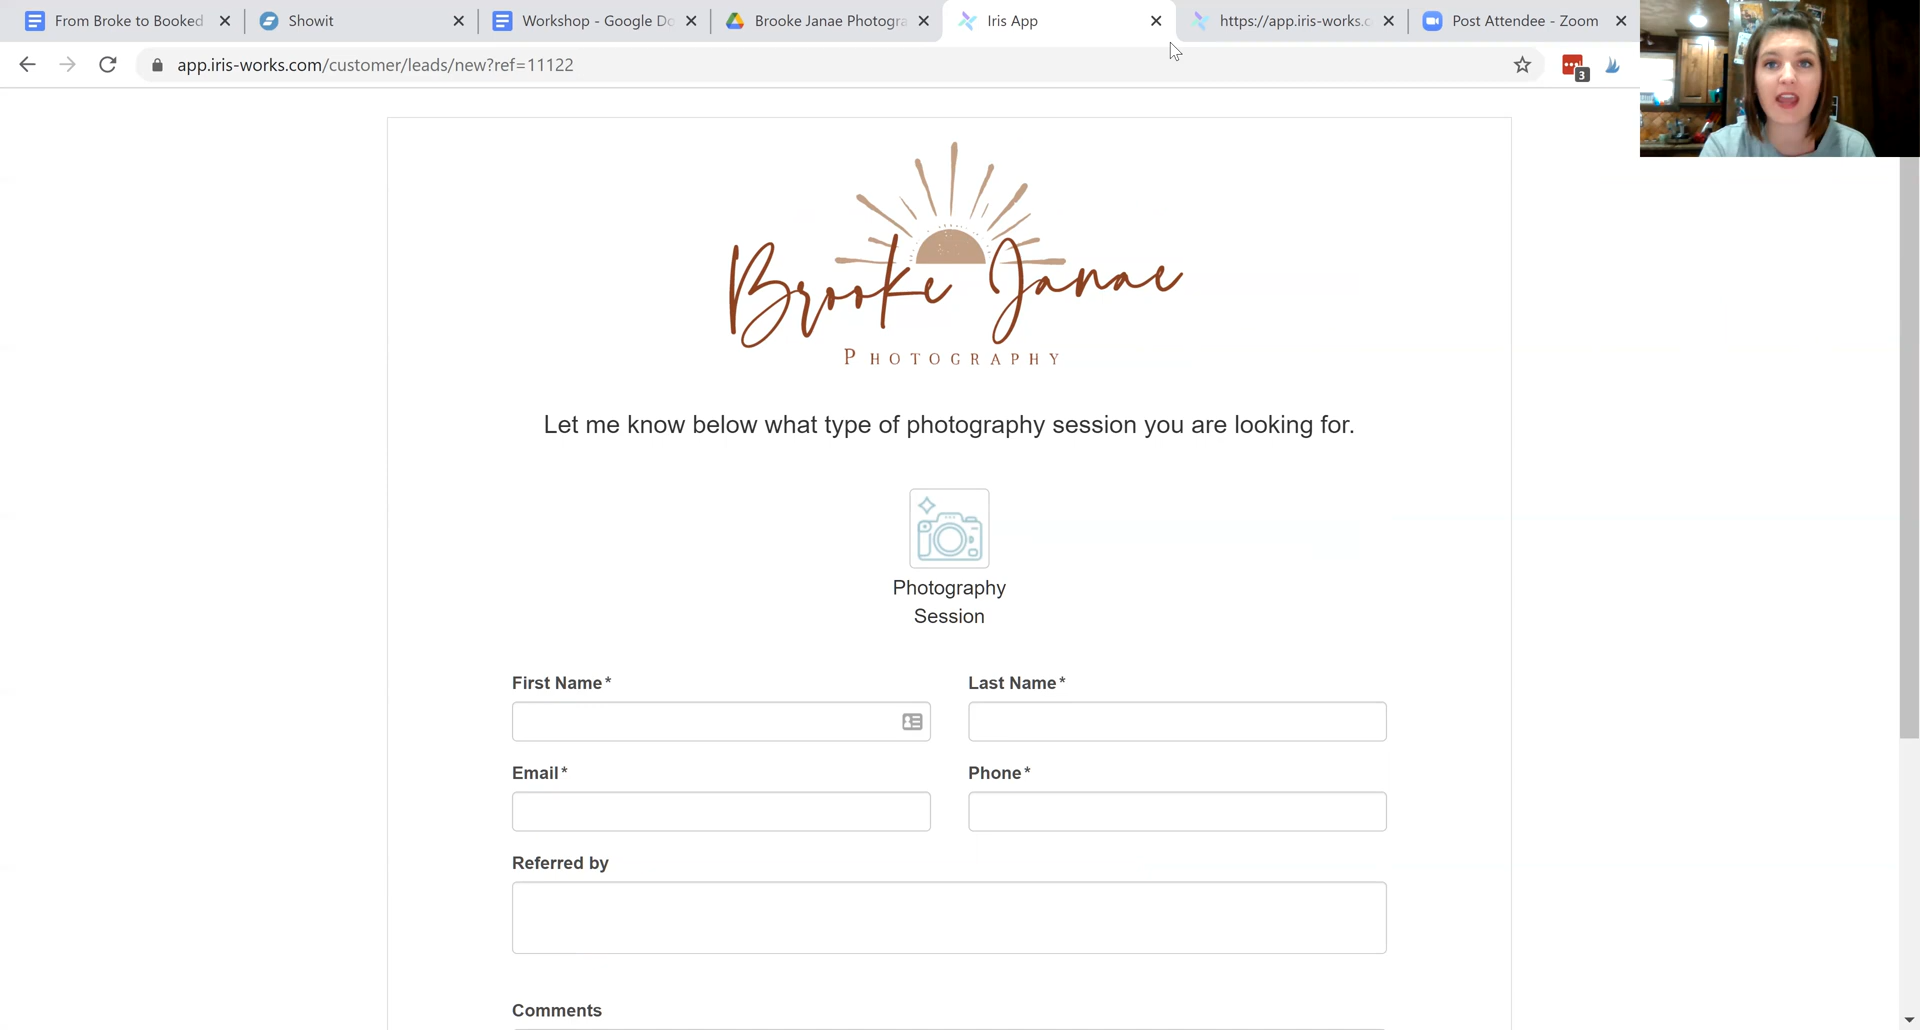 From Broke to Booked
Showit
Workshop - Google Do
Brooke Janae Photogra
Iris App
https://app.iris-works.c
Post Attendee - Zoom
app.iris-works.com/customer/leads/new?ref=11122
3
Brooke Janae
PHOTOGRAPHY
Let me know below what type of photography session you are looking for.
Photography
Session
First Name*
Last Name*
Email*
Phone*
Referred by
Comments